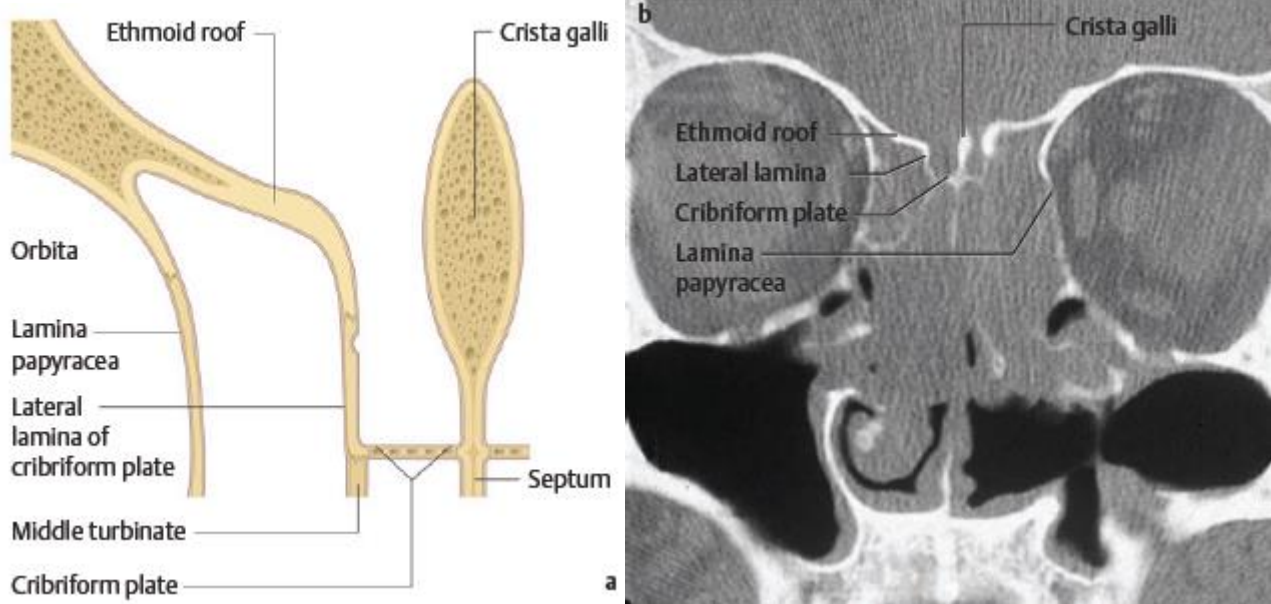 Ethmoid roof
Crista galli
Orbita
Lamina
papyracea
Lateral
lamina of
cribriform plate
Septum
Middle turbinate
Cribriform plate
a
b
Crista galli
Ethmoid roof
Lateral lamina
Cribriform plate
Lamina
papyracea